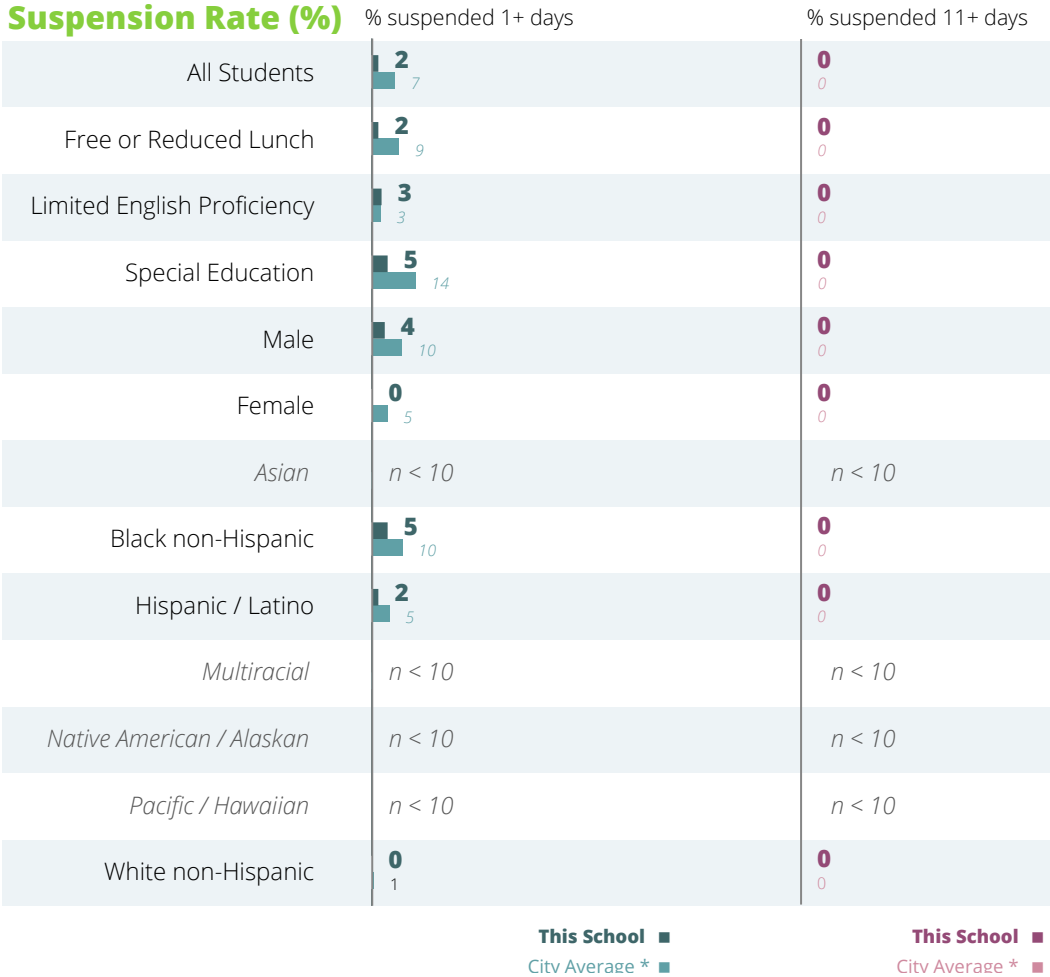 Suspension Rate (%) % suspended 1+ days % suspended 11+ days
All Students 2 7 0 0
Free or Reduced Lunch 2 9 0 0
Limited English Proficiency 3 3 0 0
Special Education 5 14 0 0
Male 4 10 0 0
Female 0 5 0 0
Asian n < 10 n < 10
Black non-Hispanic 5 10 0 0
Hispanic / Latino 2 5 0 0
Multiracial n < 10 n < 10
Native American / Alaskan n < 10 n < 10
Pacific / Hawaiian n < 10 n < 10
White non-Hispanic 0 1 0 0
This School This School
City Average * City Average *